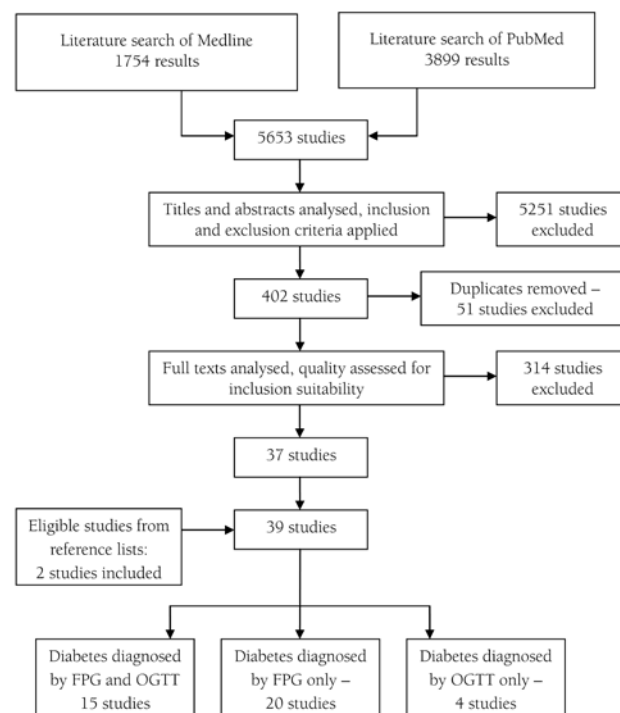 Literature search of Medline
1754 results
Literature search of PubMed
3899 results
5653 studies
Titles and abstracts analysed, inclusion
and exclusion criteria applied
5251 studies
excluded
402 studies
Duplicates removed –
51 studies excluded
Full texts analysed, quality assessed for
inclusion suitability
314 studies
excluded
37 studies
Eligible studies from
reference lists:
2 studies included
39 studies
Diabetes diagnosed
by FPG and OGTT
15 studies
Diabetes diagnosed
by FPG only –
20 studies
Diabetes diagnosed
by OGTT only –
4 studies